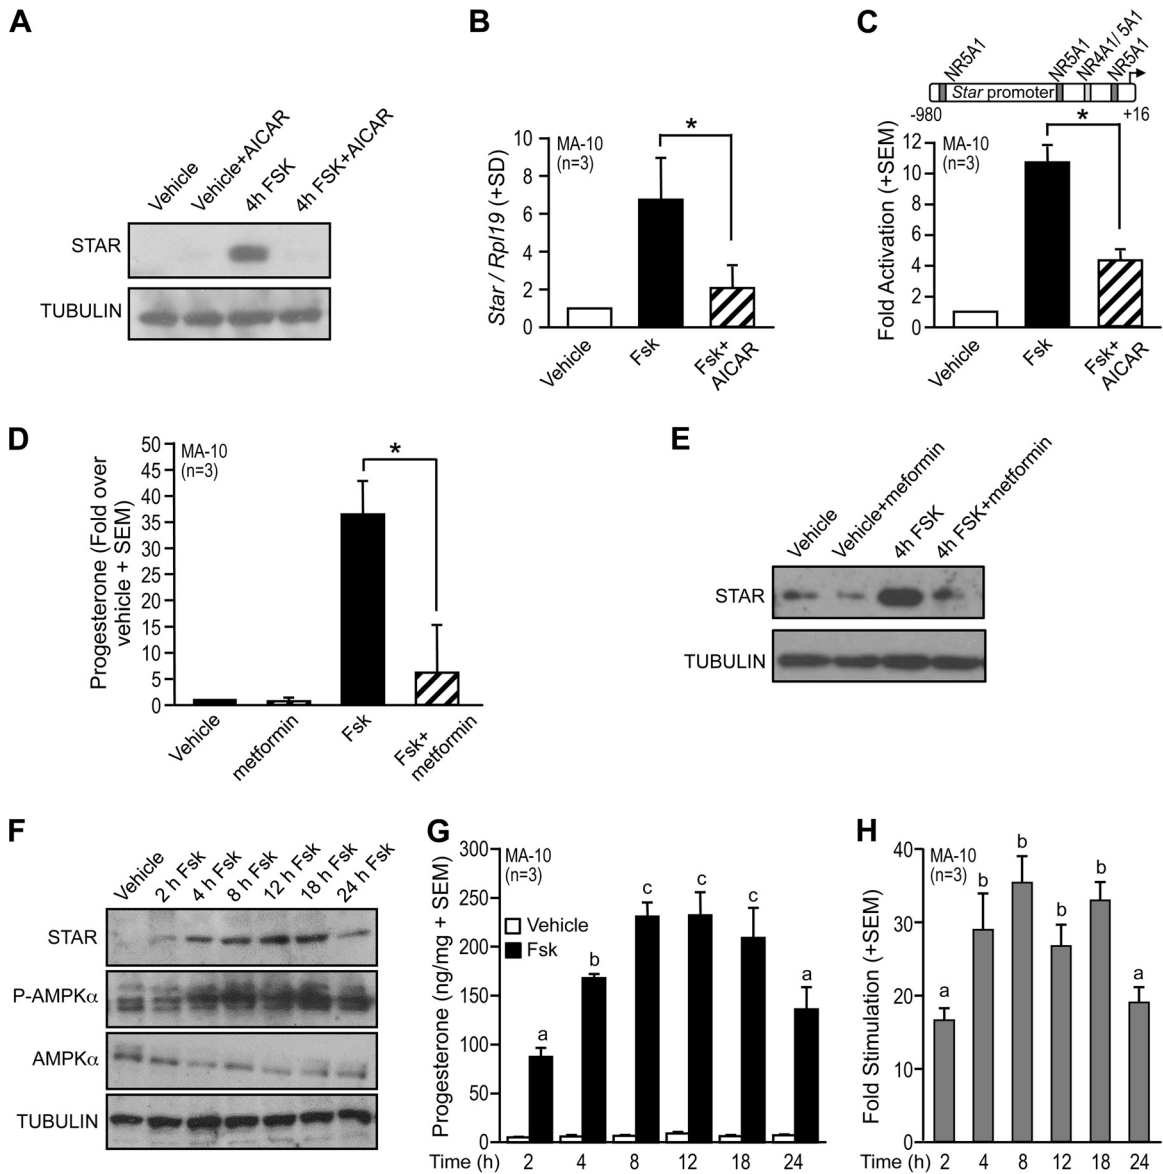 A
Vehicle
Vehicle+AICAR
4h FSK
4h FSK+AICAR
STAR
TUBULIN
B
Star / Rpl19 (+SD)
10
8
6
4
2
0
MA-10
(n=3)
*
Vehicle
Fsk
Fsk+
AICAR
C
NR5A1
NR5A1
NR4A1/ 5A1
NR5A1
Star promoter
-980
+16
Fold Activation (+SEM)
12
10
8
6
4
2
0
MA-10
(n=3)
*
Vehicle
Fsk
Fsk+
AICAR
D
Progesterone (Fold over
vehicle + SEM)
50
45
40
35
30
25
20
15
10
5
0
MA-10
(n=3)
*
Vehicle
metformin
Fsk
Fsk+
metformin
E
Vehicle
Vehicle+meformin
4h FSK
4h FSK+metformin
STAR
TUBULIN
F
Vehicle
2 h Fsk
4 h Fsk
8 h Fsk
12 h Fsk
18 h Fsk
24 h Fsk
STAR
P-AMPKα
AMPKα
TUBULIN
G
Progesterone (ng/mg + SEM)
300
250
200
150
100
50
0
MA-10
(n=3)
Vehicle
Fsk
a
b
c
c
c
a
Time (h) 2 4 8 12 18 24
H
Fold Stimulation (+SEM)
40
30
20
10
0
MA-10
(n=3)
a
b
b
b
b
a
Time (h) 2 4 8 12 18 24